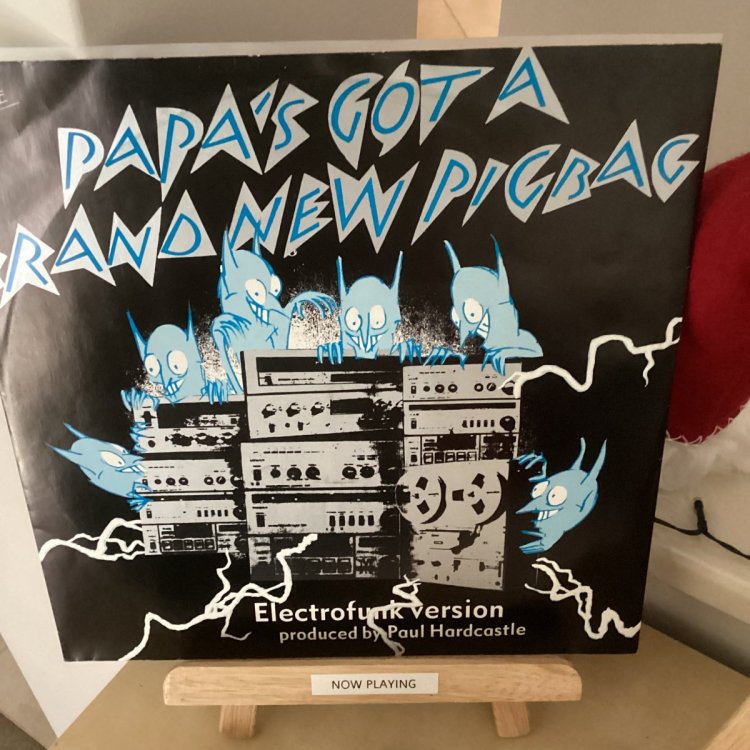 PAPA'S GOT A
BRAND NEW PIGBAG
Electrofunk version
produced by Paul Hardcastle
NOW PLAYING